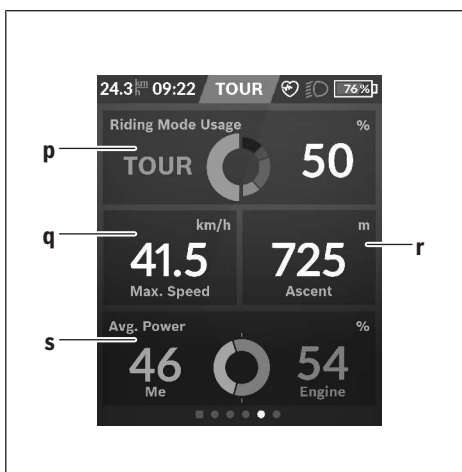 24.3 km/h 09:22 TOUR 76%
Riding Mode Usage %
p TOUR 50
q km/h m r
41.5 725
Max. Speed Ascent
Avg. Power %
s 46 54
Me Engine